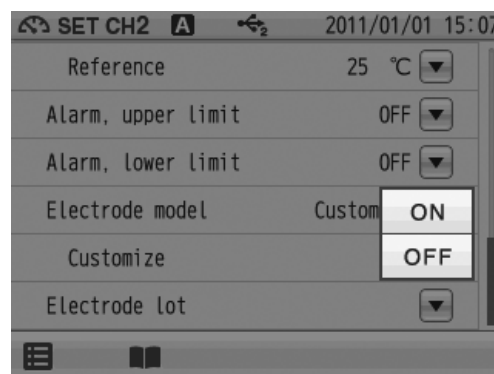 SET CH2 A 2 2011/01/01 15:07
Reference 25 ℃
Alarm, upper limit OFF
Alarm, lower limit OFF
Electrode model Custom ON
Customize OFF
Electrode lot